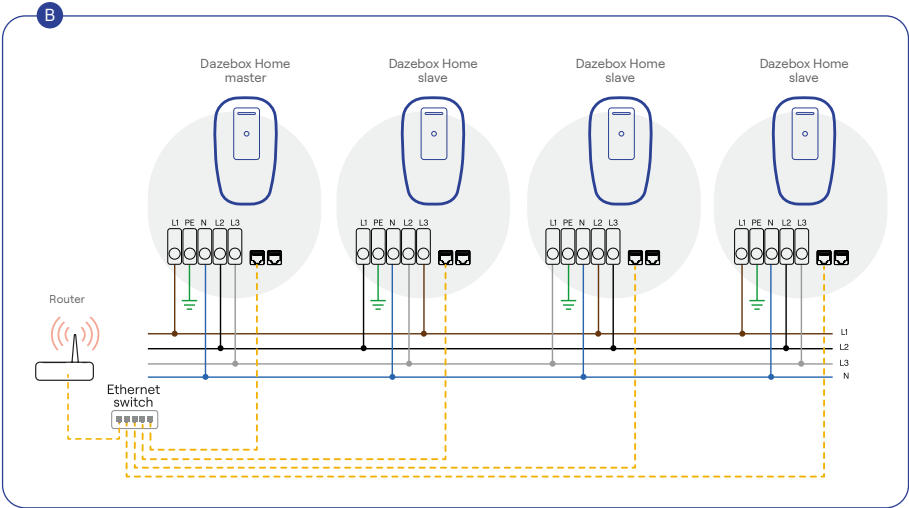 B
Dazebox Home
master
Dazebox Home
slave
Dazebox Home
slave
Dazebox Home
slave
L1 PE N L2 L3
L1 PE N L2 L3
L1 PE N L2 L3
L1 PE N L2 L3
Router
L1
L2
L3
N
Ethernet
switch